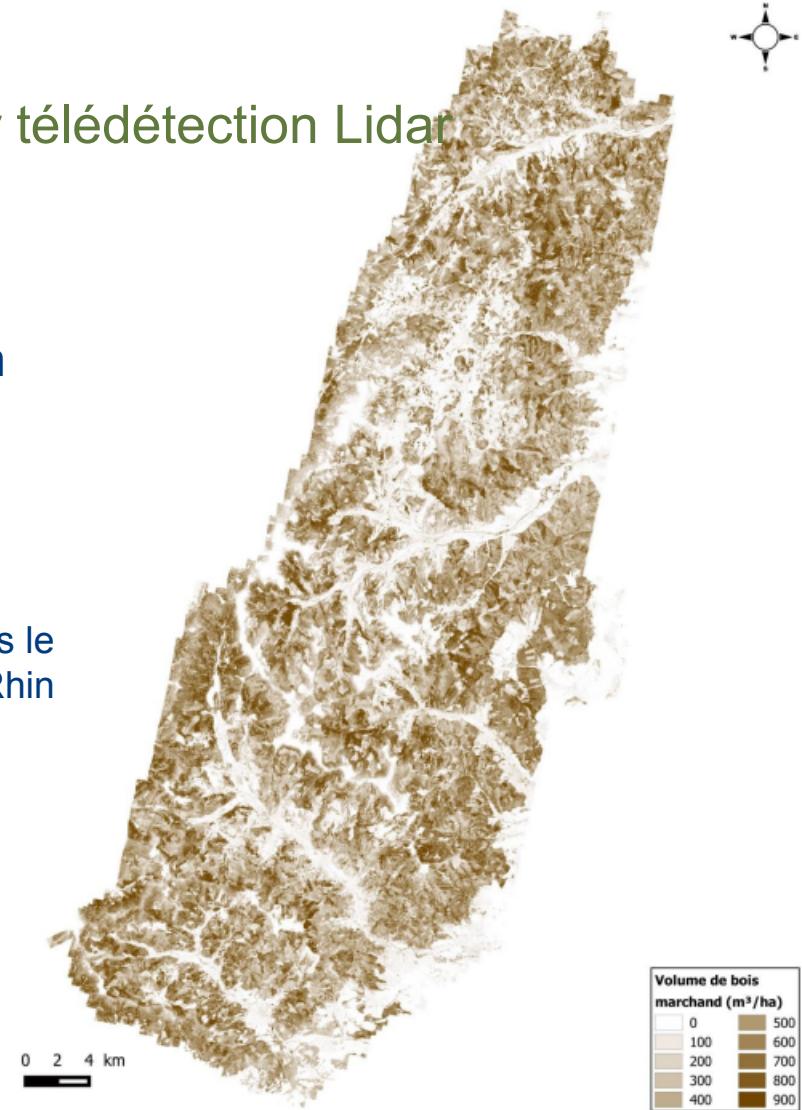 N
W E
S
télédétection Lidar
s le
Rhin
0 2 4 km
Volume de bois
marchand (m³/ha)
0 500
100 600
200 700
300 800
400 900